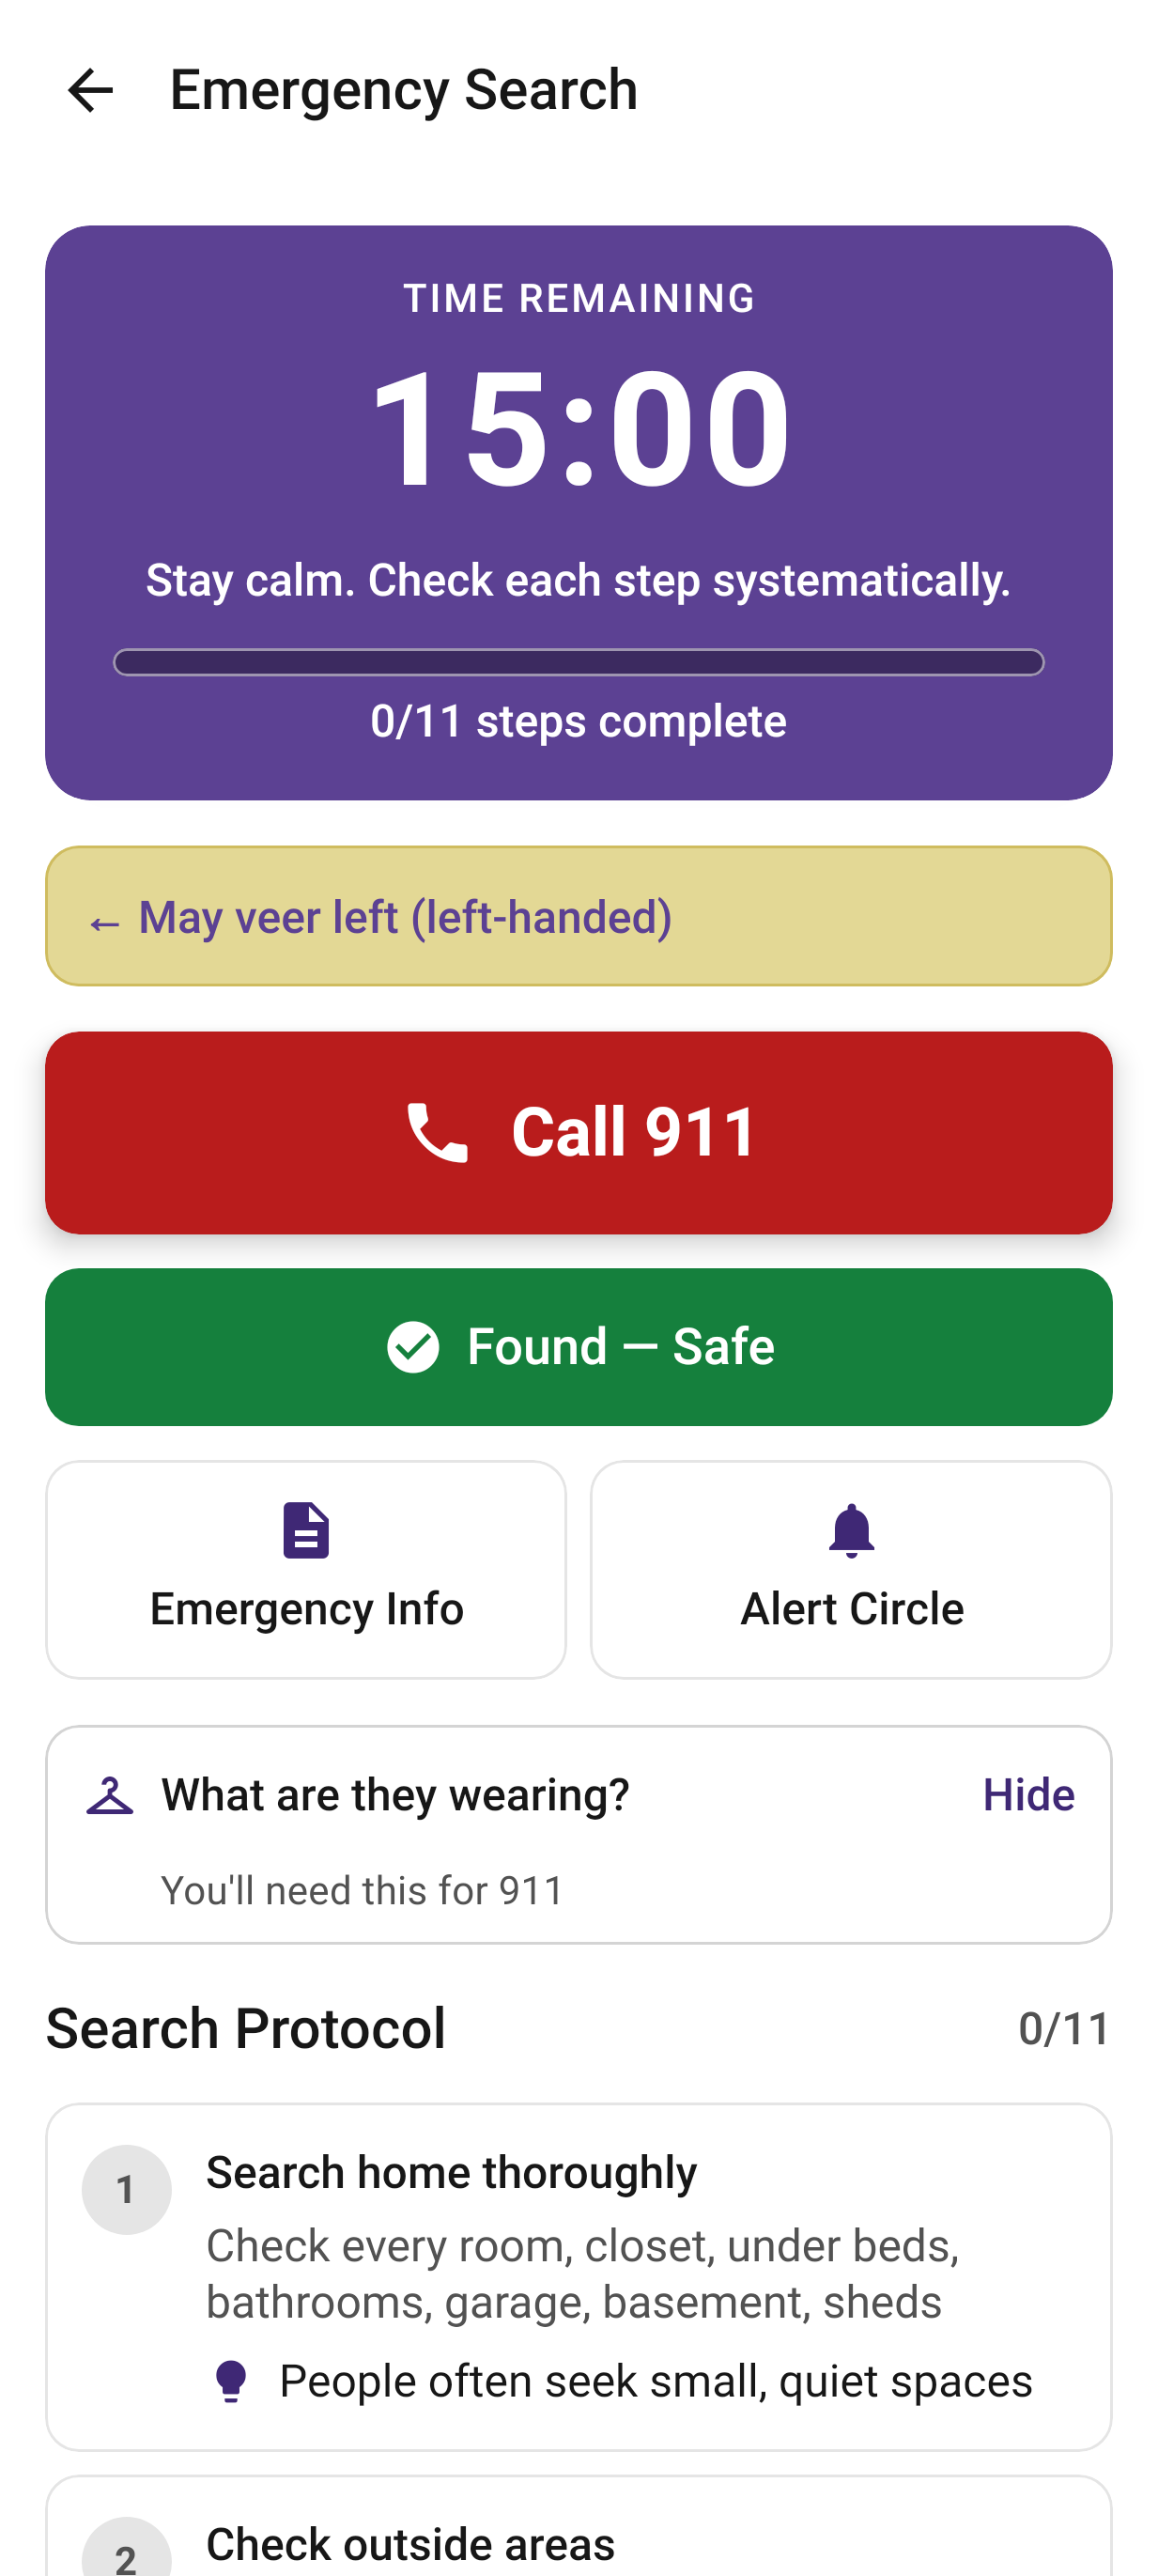 Emergency Search
TIME REMAINING
15:00
Stay calm. Check each step systematically.
0/11 steps complete
← May veer left (left-handed)
Call 911
Found — Safe
Emergency Info
Alert Circle
What are they wearing?
Hide
You'll need this for 911
Search Protocol
0/11
1
Search home thoroughly
Check every room, closet, under beds,
bathrooms, garage, basement, sheds
People often seek small, quiet spaces
2
Check outside areas